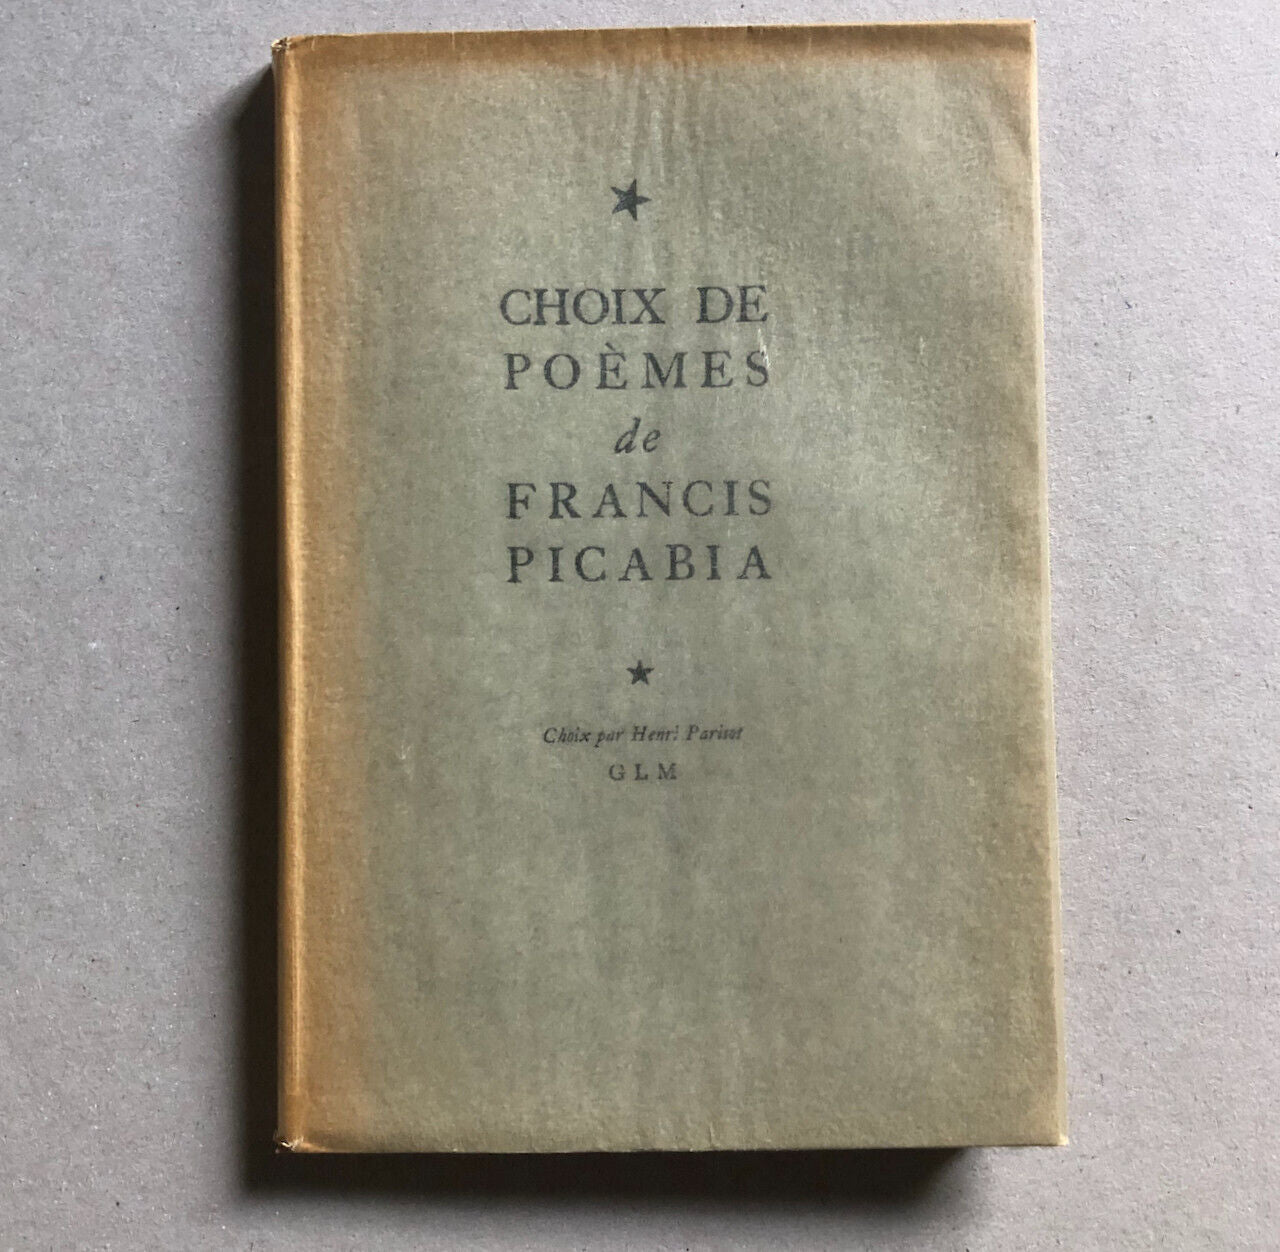 CHOIX DE
POÈMES
de
FRANCIS
PICABIA
Choix par Henri Parisot
GLM